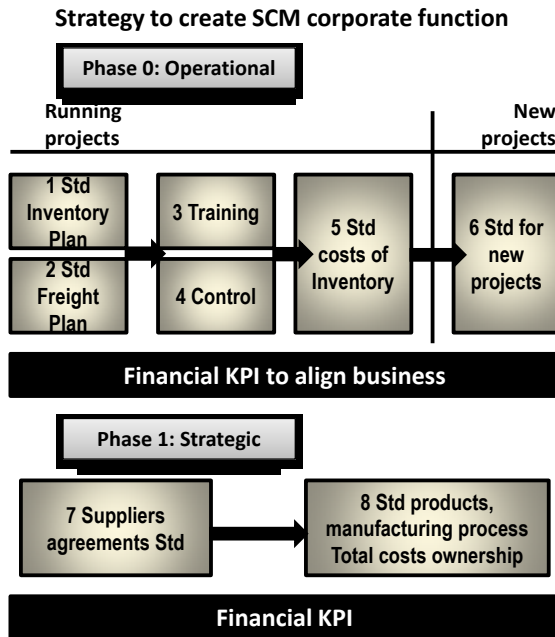 Strategy to create SCM corporate function
Phase 0: Operational
Running
projects
New
projects
1 Std
Inventory
Plan
2 Std
Freight
Plan
3 Training
4 Control
5 Std
costs of
Inventory
6 Std for
new
projects
Financial KPI to align business
Phase 1: Strategic
7 Suppliers
agreements Std
8 Std products,
manufacturing process
Total costs ownership
Financial KPI